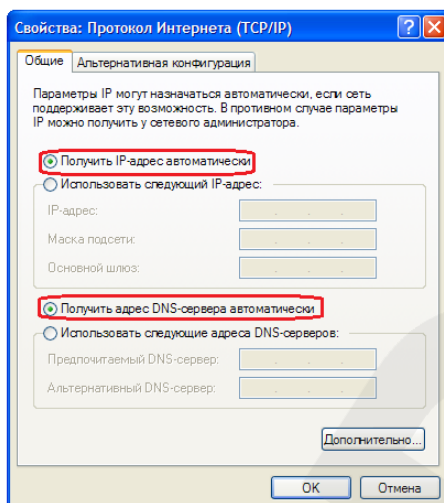 Свойства: Протокол Интернета (TCP/IP)
Общие Альтернативная конфигурация
Параметры IP могут назначаться автоматически, если сеть
поддерживает эту возможность. В противном случае параметры
IP можно получить у сетевого администратора.
Получить IP-адрес автоматически
Использовать следующий IP-адрес:
IP-адрес:
Маска подсети:
Основной шлюз:
Получить адрес DNS-сервера автоматически
Использовать следующие адреса DNS-серверов:
Предпочитаемый DNS-сервер:
Альтернативный DNS-сервер:
Дополнительно...
OK Отмена